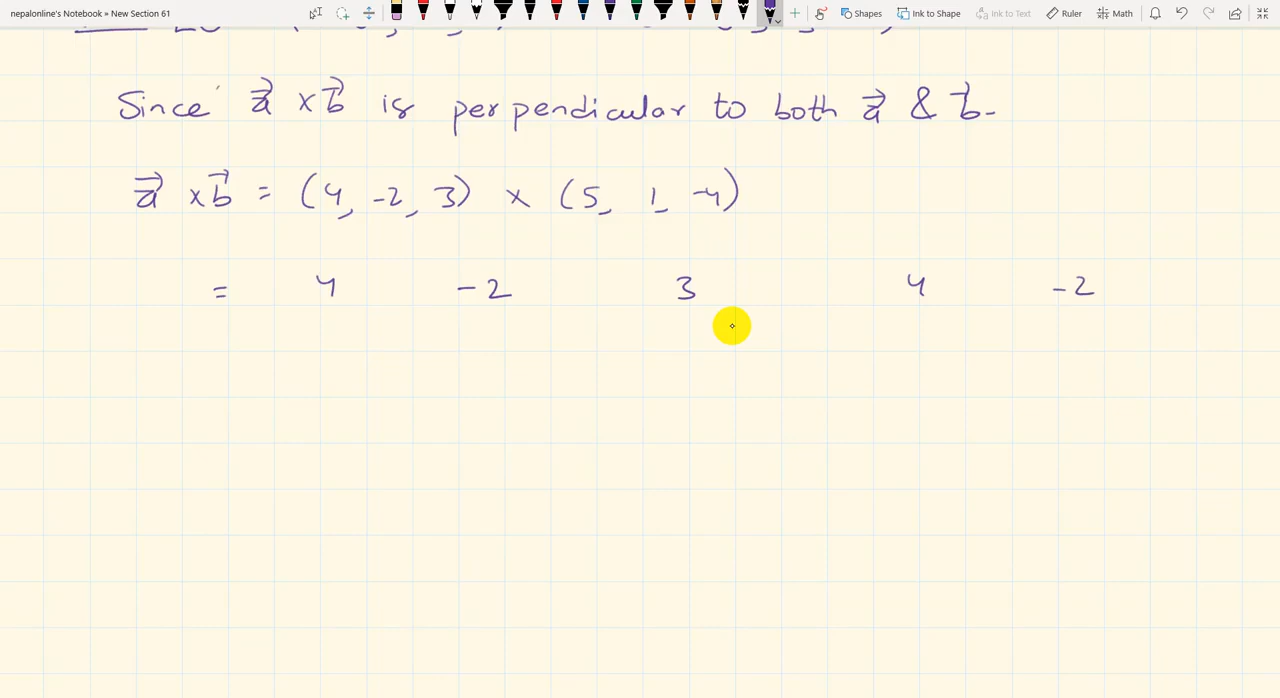 nepalonline's Notebook » New Section 61 Shapes Ink to Shape Ink to Text Ruler Math
Since a⃗ × b⃗ is perpendicular to both a⃗ & b⃗.
a⃗ × b⃗ = (4, -2, 3) × (5, 1, -4)
= 4 -2 3 4 -2